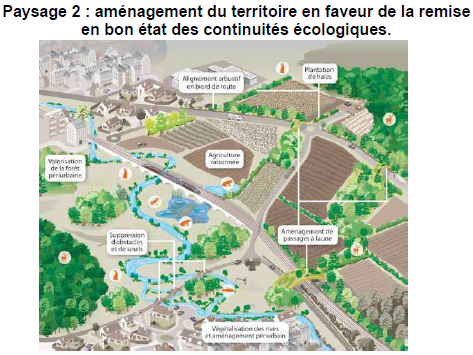 Paysage 2 : aménagement du territoire en faveur de la remise
en bon état des continuités écologiques.
Alignement arbustif
en bord de route
Plantation
de haies
Valorisation
de la forêt
périurbaine
Agriculture
raisonnée
Suppression
d'obstacles
et de seuils
Aménagement de
passages à faune
Végétalisation des rives
et aménagement périurbain